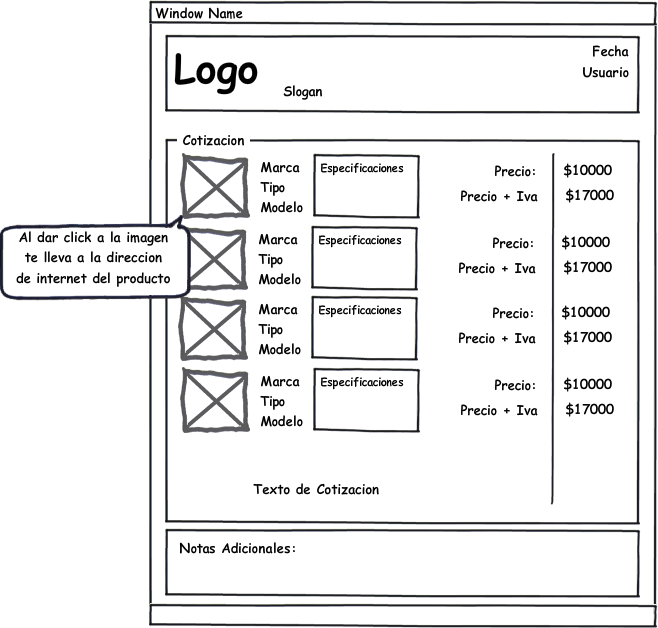 Window Name
Logo
Slogan
Fecha
Usuario
Cotizacion
Marca
Tipo
Modelo
Especificaciones
Precio: $10000
Precio + Iva $17000
Al dar click a la imagen
te lleva a la direccion
de internet del producto
Marca
Tipo
Modelo
Especificaciones
Precio: $10000
Precio + Iva $17000
Marca
Tipo
Modelo
Especificaciones
Precio: $10000
Precio + Iva $17000
Marca
Tipo
Modelo
Especificaciones
Precio: $10000
Precio + Iva $17000
Texto de Cotizacion
Notas Adicionales: